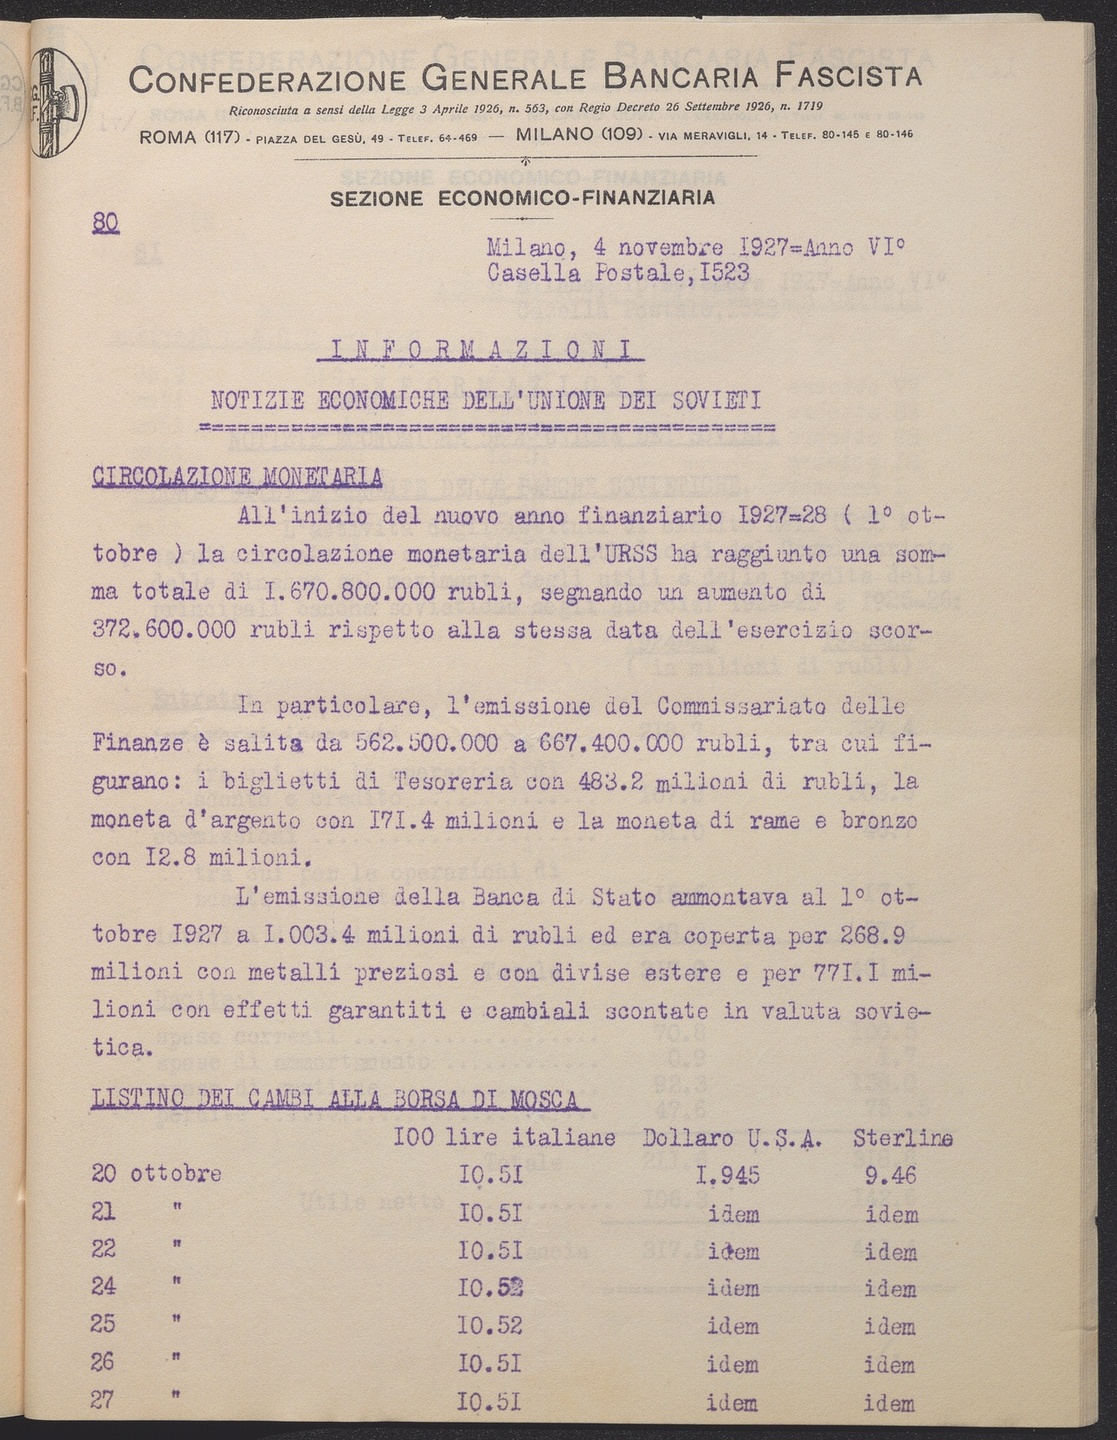 CONFEDERAZIONE GENERALE BANCARIA FASCISTA
Riconosciuta a sensi della Legge 3 Aprile 1926, n. 563, con Regio Decreto 26 Settembre 1926, n. 1719
ROMA (117) - PIAZZA DEL GESÙ, 49 - TELEF. 64-469 — MILANO (109) - VIA MERAVIGLI, 14 - TELEF. 80-145 E 80-146
SEZIONE ECONOMICO-FINANZIARIA
80
Milano, 4 novembre I927=Anno VI°
Casella Postale,I523
I N F O R M A Z I O N I
NOTIZIE ECONOMICHE DELL'UNIONE DEI SOVIETI
CIRCOLAZIONE MONETARIA
All'inizio del nuovo anno finanziario I927=28 ( 1° ot-
tobre ) la circolazione monetaria dell'URSS ha raggiunto una som-
ma totale di I.670.800.000 rubli, segnando un aumento di
372.600.000 rubli rispetto alla stessa data dell'esercizio scor-
so.
In particolare, l'emissione del Commissariato delle
Finanze è salita da 562.500.000 a 667.400.000 rubli, tra cui fi-
gurano: i biglietti di Tesoreria con 483.2 milioni di rubli, la
moneta d'argento con I7I.4 milioni e la moneta di rame e bronzo
con I2.8 milioni.
L'emissione della Banca di Stato ammontava al 1° ot-
tobre I927 a I.003.4 milioni di rubli ed era coperta per 268.9
milioni con metalli preziosi e con divise estere e per 77I.I mi-
lioni con effetti garantiti e cambiali scontate in valuta sovie-
tica.
LISTINO DEI CAMBI ALLA BORSA DI MOSCA
I00 lire italiane Dollaro U.S.A. Sterline
20 ottobre I0.5I I.945 9.46
21 " I0.5I idem idem
22 " I0.5I idem idem
24 " I0.52 idem idem
25 " I0.52 idem idem
26 " I0.5I idem idem
27 " I0.5I idem idem